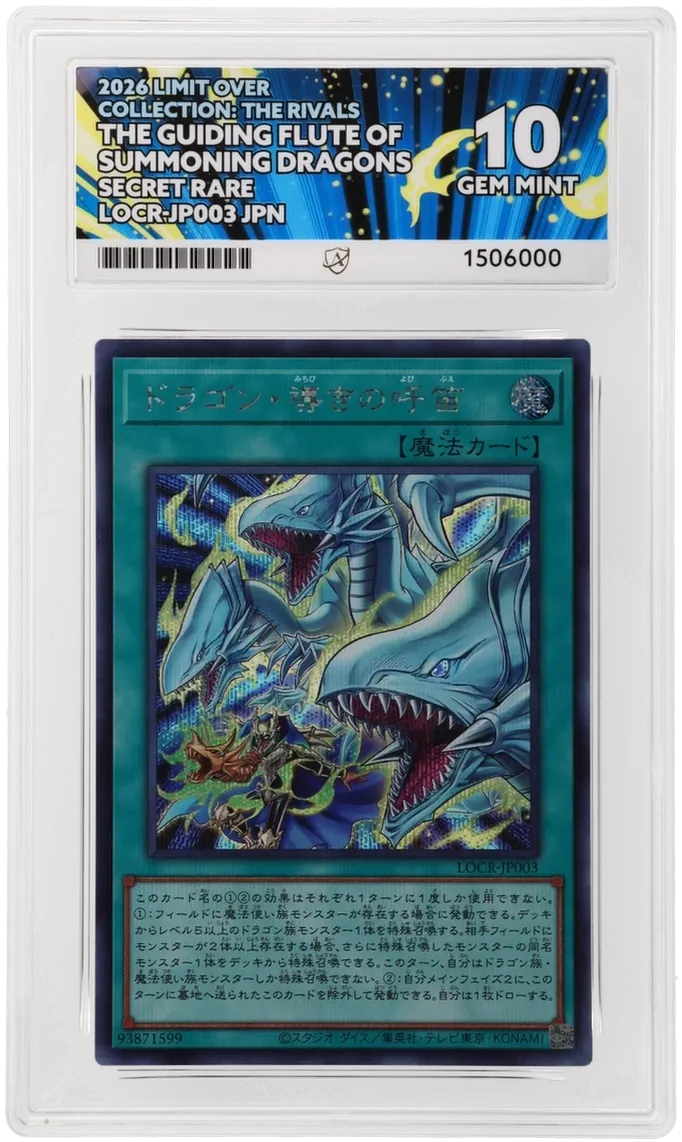 2026 LIMIT OVER
COLLECTION: THE RIVALS
THE GUIDING FLUTE OF
SUMMONING DRAGONS
SECRET RARE
LOCR-JP003 JPN
10
GEM MINT
1506000
ドラゴン・導きの呼笛
魔
【魔法カード】
LOCR-JP003
このカード名の①②の効果はそれぞれ1ターンに1度しか使用できない。
①:フィールドに魔法使い族モンスターが存在する場合に発動できる。デッキ
からレベル5以上のドラゴン族モンスター1体を特殊召喚する。相手フィールドに
モンスターが2体以上存在する場合、さらに特殊召喚したモンスターの同名
モンスター1体をデッキから特殊召喚できる。このターン、自分はドラゴン族・
魔法使い族モンスターしか特殊召喚できない。②:自分メインフェイズ2に、この
ターンに墓地へ送られたこのカードを除外して発動できる。自分は1枚ドローする。
93871599
©スタジオ・ダイス/集英社・テレビ東京・KONAMI